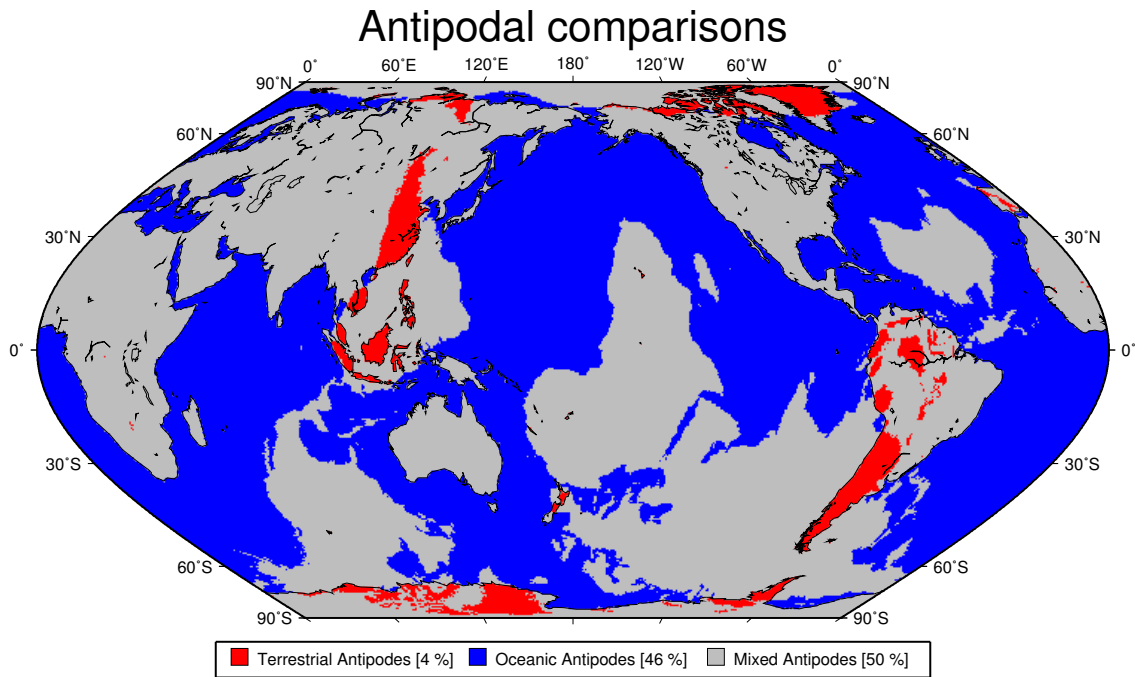 Antipodal comparisons
0˚ 60˚E 120˚E 180˚ 120˚W 60˚W 0˚
90˚N 90˚N
60˚N 60˚N
30˚N 30˚N
0˚ 0˚
30˚S 30˚S
60˚S 60˚S
90˚S 90˚S
Terrestrial Antipodes [4 %] Oceanic Antipodes [46 %] Mixed Antipodes [50 %]